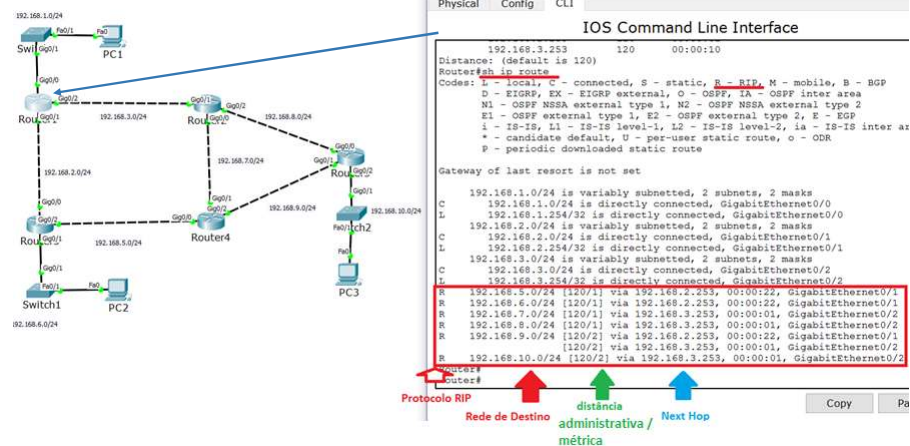 192.168.1.0/24
Fa0/1
Fa0
Gig0/1
PC1
Gig0/0
Gig0/2
Gig0/1
192.168.3.0/24
Gig0/1
Gig0/2
Gig0/0
192.168.8.0/24
192.168.2.0/24
192.168.7.0/24
Gig0/0
Gig0/2
Gig0/1
192.168.10.0/24
Gig0/0
Gig0/2
Gig0/1
192.168.5.0/24
Gig0/0
Gig0/1
Gig0/2
Router4
192.168.9.0/24
Fa0/1
Fa0
PC3
Gig0/1
Fa0/1
Fa0
Switch1
PC2
192.168.6.0/24
Physical Config CLI
IOS Command Line Interface
192.168.3.253 120 00:00:10
Distance: (default is 120)
Router#sh ip route
Codes: L - local, C - connected, S - static, R - RIP, M - mobile, B - BGP
D - EIGRP, EX - EIGRP external, O - OSPF, IA - OSPF inter area
N1 - OSPF NSSA external type 1, N2 - OSPF NSSA external type 2
E1 - OSPF external type 1, E2 - OSPF external type 2, E - EGP
i - IS-IS, L1 - IS-IS level-1, L2 - IS-IS level-2, ia - IS-IS inter ar
* - candidate default, U - per-user static route, o - ODR
P - periodic downloaded static route
Gateway of last resort is not set
192.168.1.0/24 is variably subnetted, 2 subnets, 2 masks
C 192.168.1.0/24 is directly connected, GigabitEthernet0/0
L 192.168.1.254/32 is directly connected, GigabitEthernet0/0
192.168.2.0/24 is variably subnetted, 2 subnets, 2 masks
C 192.168.2.0/24 is directly connected, GigabitEthernet0/1
L 192.168.2.254/32 is directly connected, GigabitEthernet0/1
192.168.3.0/24 is variably subnetted, 2 subnets, 2 masks
C 192.168.3.0/24 is directly connected, GigabitEthernet0/2
L 192.168.3.254/32 is directly connected, GigabitEthernet0/2
R 192.168.5.0/24 [120/1] via 192.168.2.253, 00:00:22, GigabitEthernet0/1
R 192.168.6.0/24 [120/1] via 192.168.2.253, 00:00:22, GigabitEthernet0/1
R 192.168.7.0/24 [120/1] via 192.168.3.253, 00:00:01, GigabitEthernet0/2
R 192.168.8.0/24 [120/1] via 192.168.3.253, 00:00:01, GigabitEthernet0/2
R 192.168.9.0/24 [120/2] via 192.168.2.253, 00:00:22, GigabitEthernet0/1
[120/2] via 192.168.3.253, 00:00:01, GigabitEthernet0/2
R 192.168.10.0/24 [120/2] via 192.168.3.253, 00:00:01, GigabitEthernet0/2
Router#
Router#
Protocolo RIP
Rede de Destino
distância
administrativa /
métrica
Next Hop
Copy
Pa